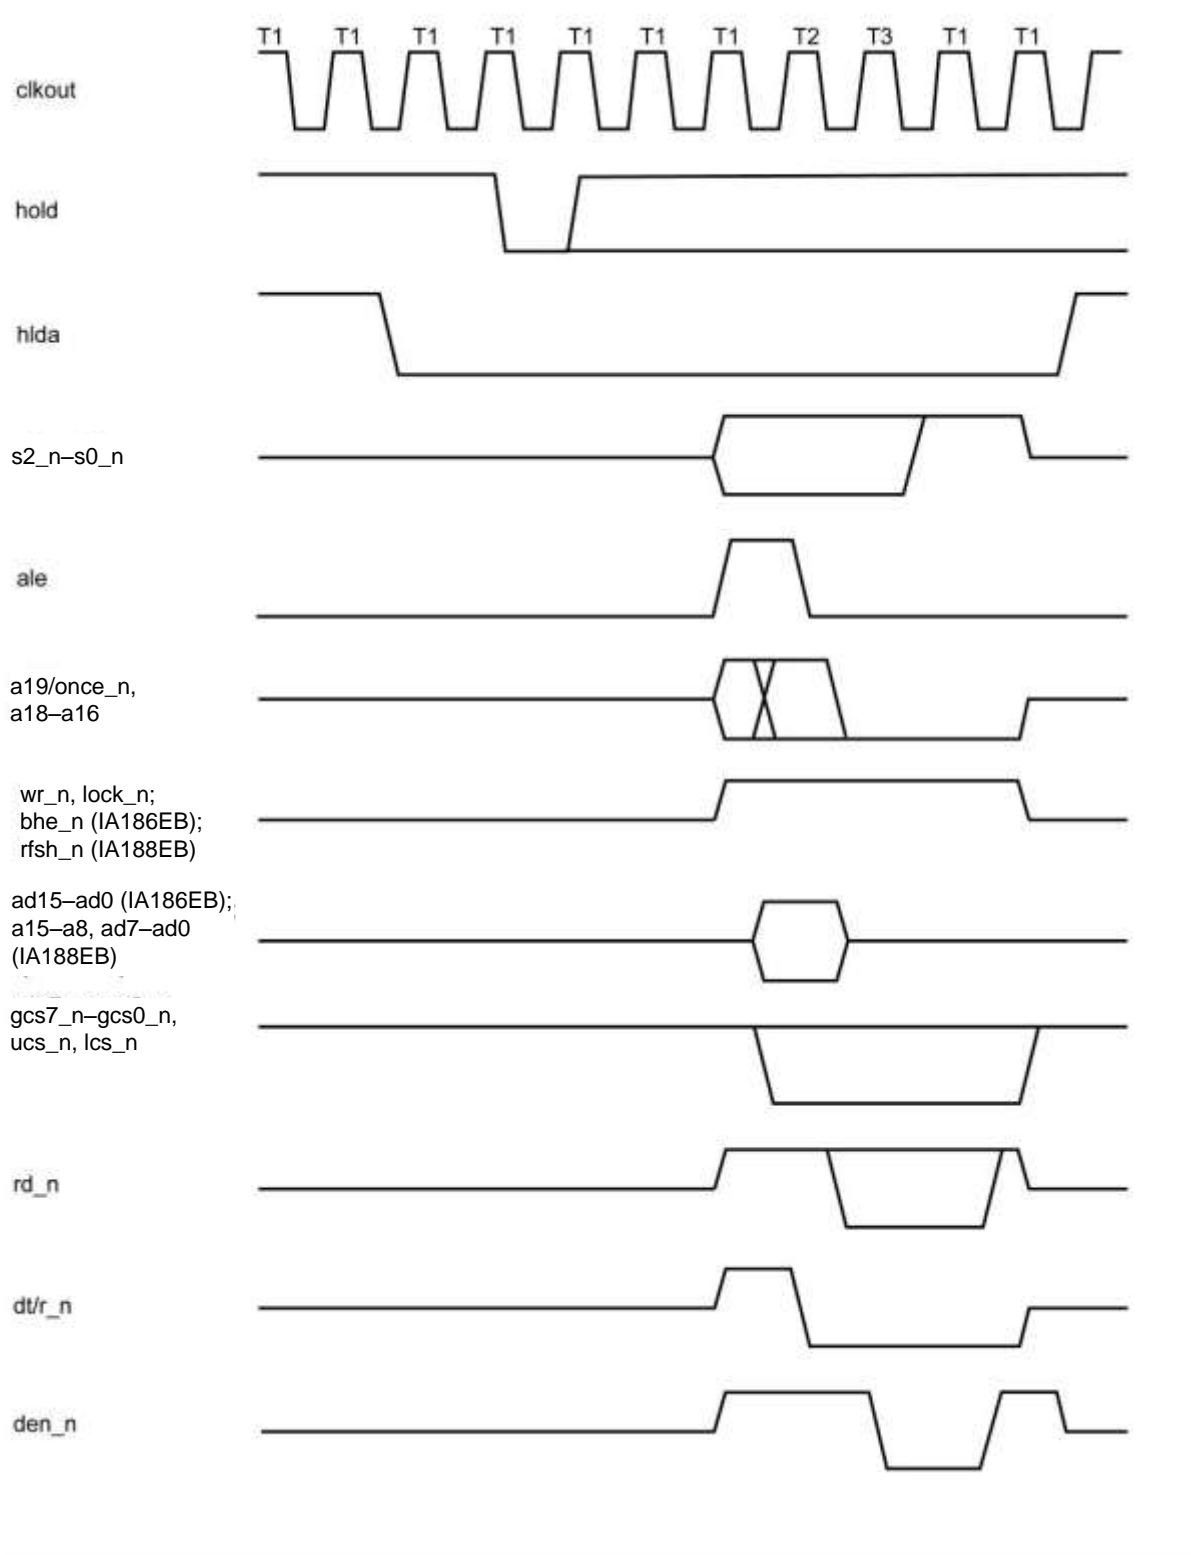 T1 T1 T1 T1 T1 T1 T1 T2 T3 T1 T1
clkout
hold
hlda
s2_n–s0_n
ale
a19/once_n,
a18–a16
wr_n, lock_n;
bhe_n (IA186EB);
rfsh_n (IA188EB)
ad15–ad0 (IA186EB);
a15–a8, ad7–ad0
(IA188EB)
gcs7_n–gcs0_n,
ucs_n, lcs_n
rd_n
dt/r_n
den_n